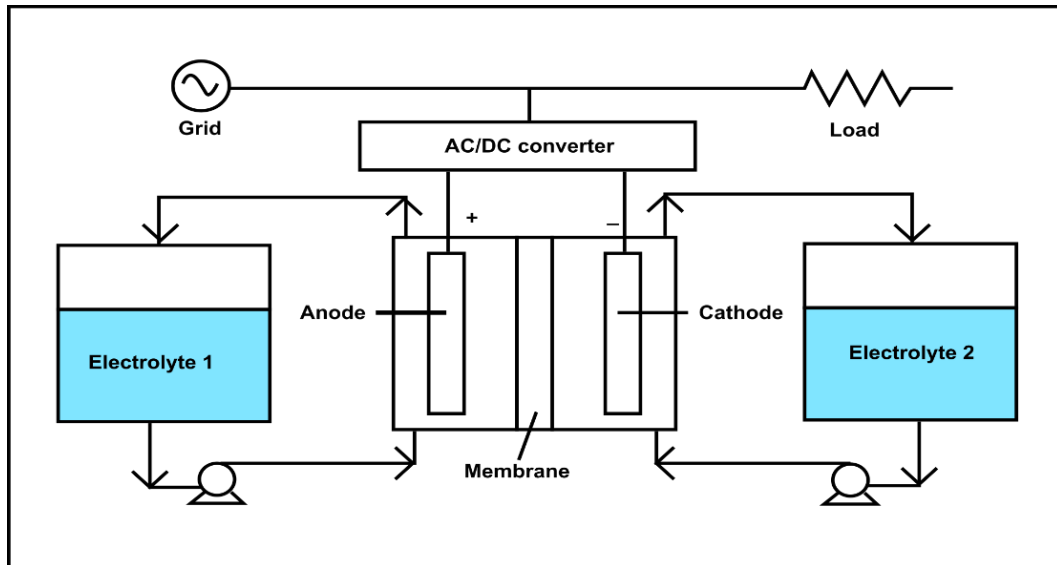 Grid
Load
AC/DC converter
+
–
Anode
Cathode
Electrolyte 1
Electrolyte 2
Membrane